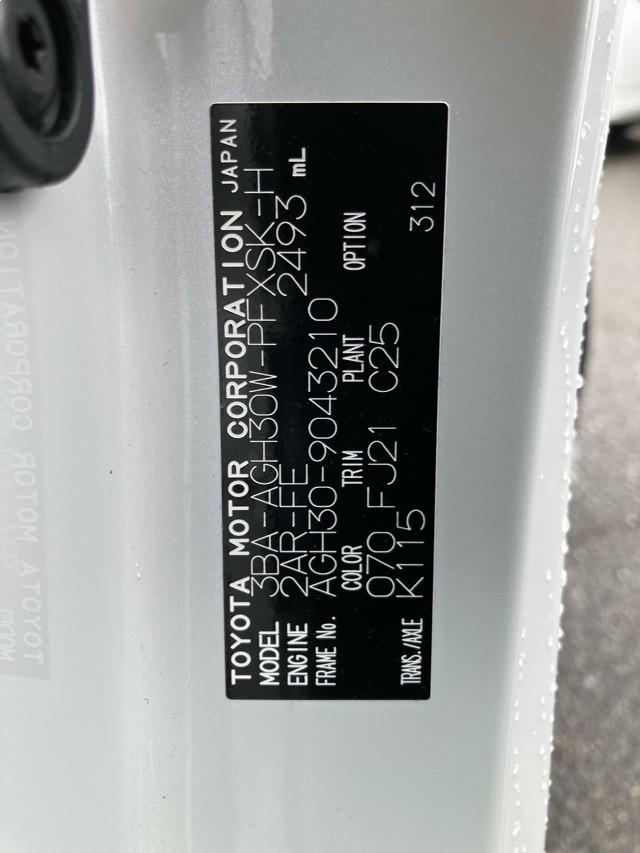 TOYOTA MOTOR CORPORATION JAPAN
MODEL 3BA-AGH30W-PFXSK-H
ENGINE 2AR-FE 2493 mL
FRAME No. AGH30-9043210
COLOR TRIM PLANT OPTION
070 FJ21 C25
TRANS./AXLE K115 312